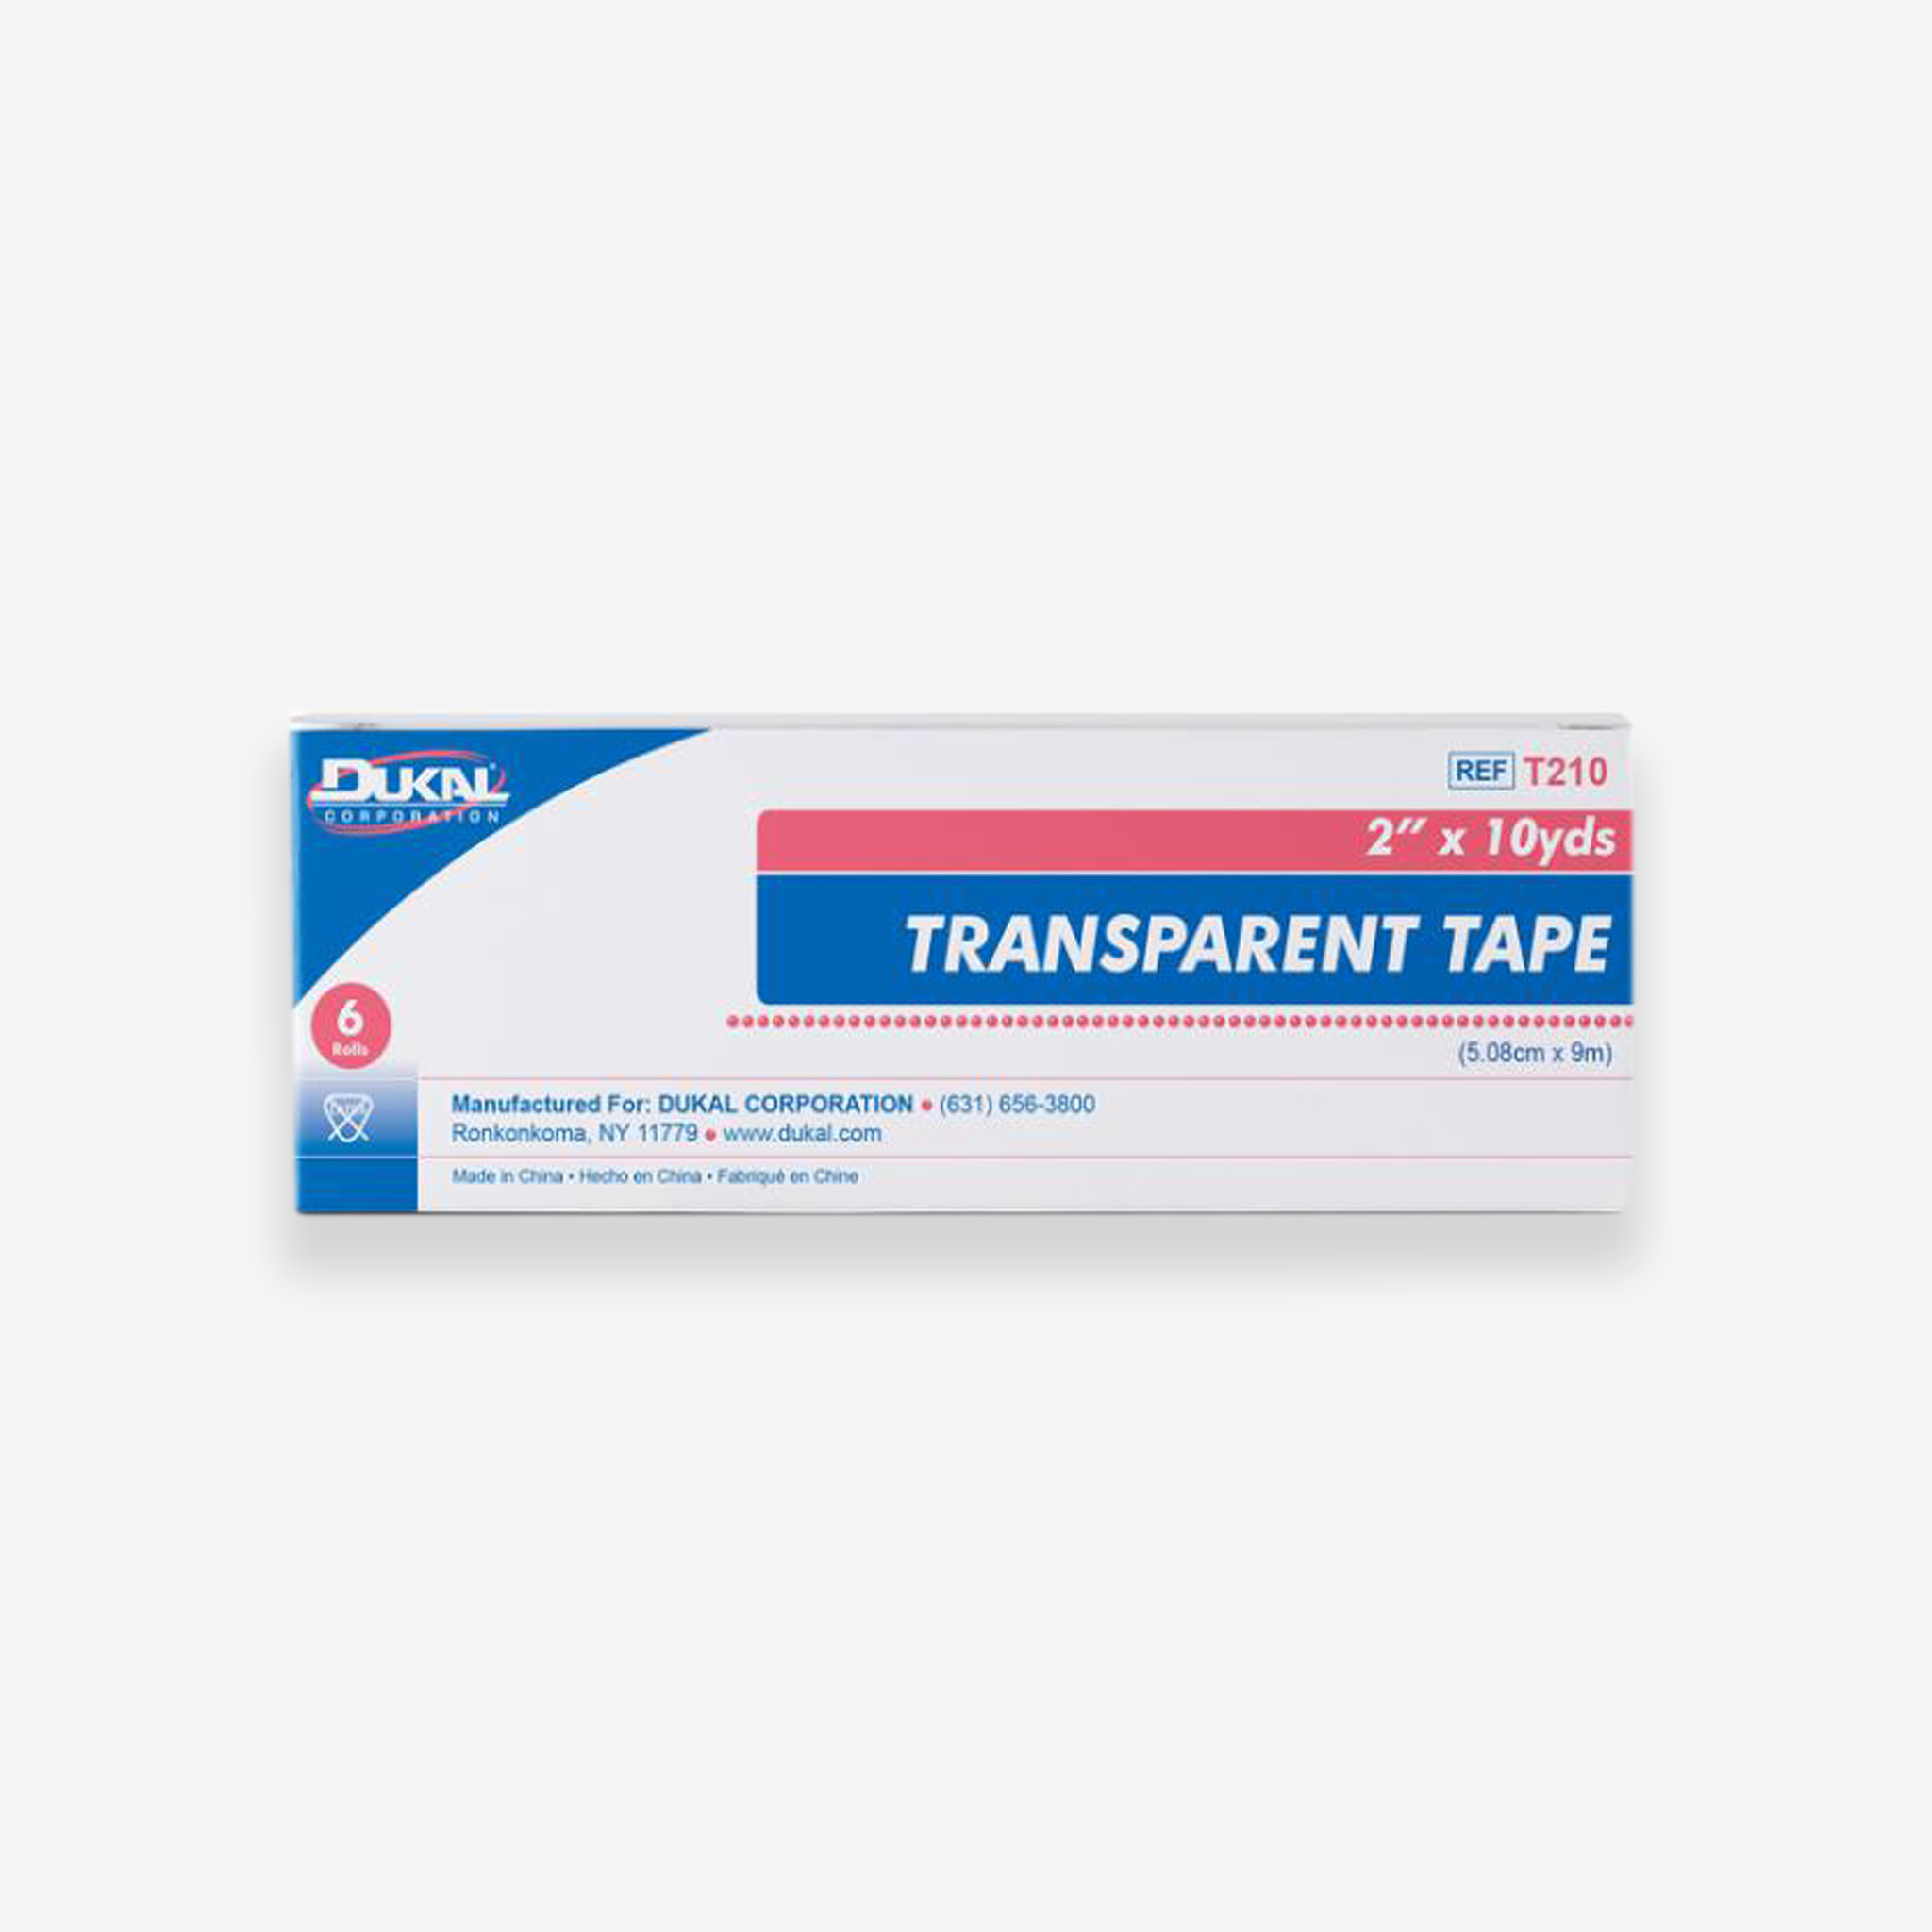 DUKAL®
CORPORATION
REF T210
2" x 10yds
TRANSPARENT TAPE
(5.08cm x 9m)
6
Rolls
Manufactured For: DUKAL CORPORATION • (631) 656-3800
Ronkonkoma, NY 11779 • www.dukal.com
Made in China • Hecho en China • Fabriqué en Chine